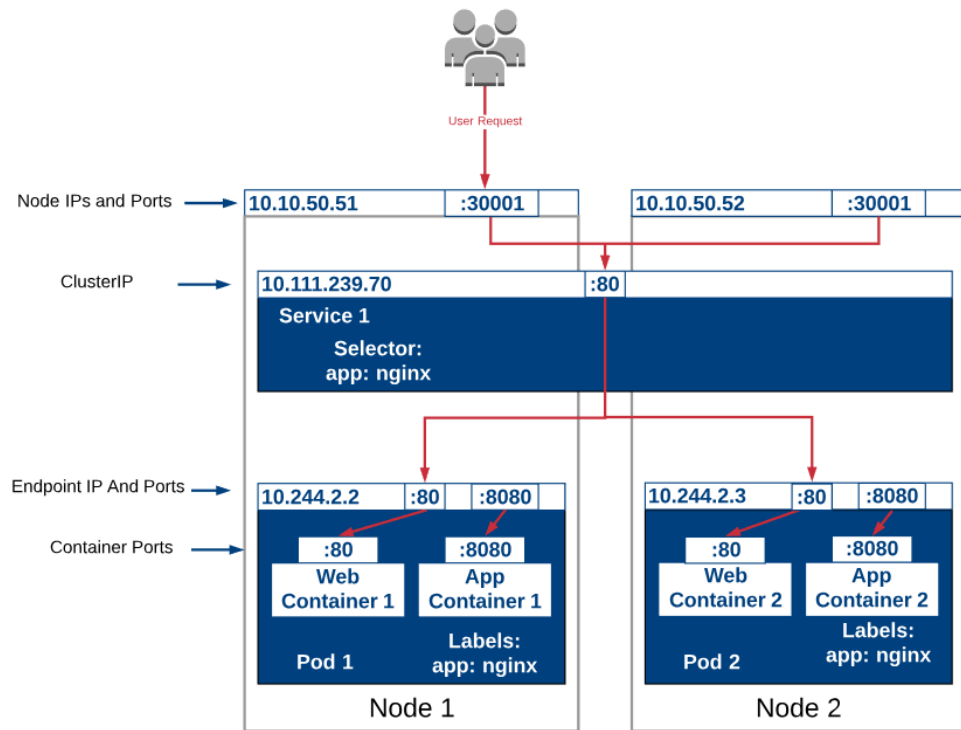 User Request
Node IPs and Ports
10.10.50.51 :30001
10.10.50.52 :30001
ClusterIP
10.111.239.70 :80
Service 1
Selector:
app: nginx
Endpoint IP And Ports
10.244.2.2 :80 :8080
10.244.2.3 :80 :8080
Container Ports
:80
Web
Container 1
:8080
App
Container 1
Labels:
app: nginx
Pod 1
:80
Web
Container 2
:8080
App
Container 2
Labels:
app: nginx
Pod 2
Node 1
Node 2